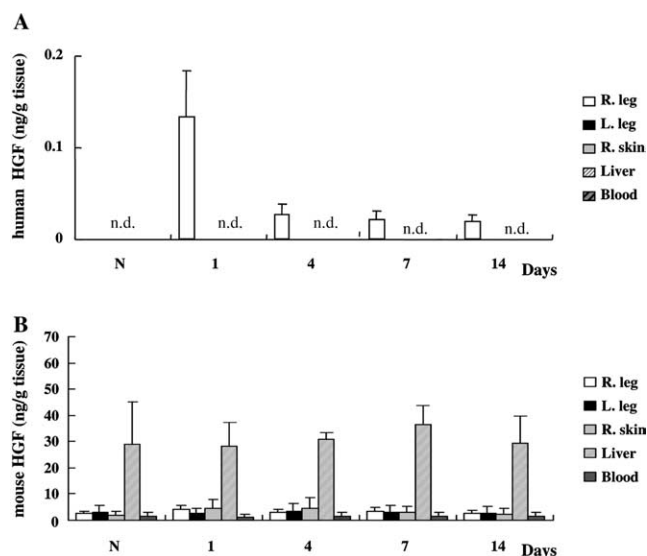 A
human HGF (ng/g tissue)
0.2
0.1
0
n.d.
n.d.
n.d.
n.d.
n.d.
N
1
4
7
14
Days
R. leg
L. leg
R. skin
Liver
Blood
B
mouse HGF (ng/g tissue)
70
60
50
40
30
20
10
0
N
1
4
7
14
Days
R. leg
L. leg
R. skin
Liver
Blood